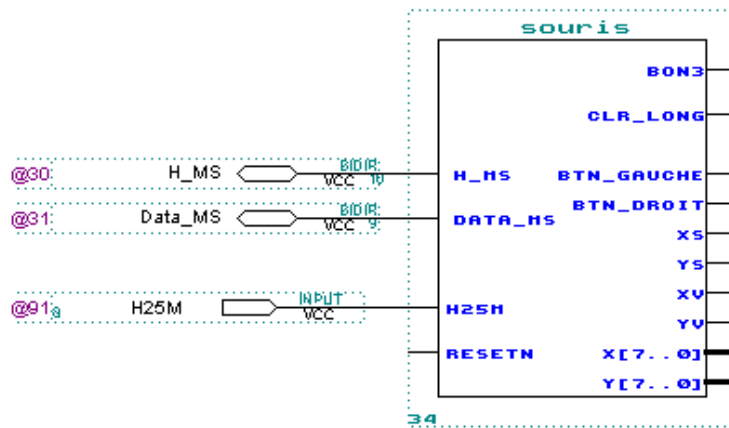 souris
BON3
CLR_LONG
@30 H_MS BIDIR VCC 10 H_MS BTN_GAUCHE
@31 Data_MS BIDIR VCC 9 DATA_MS BTN_DROIT
XS
YS
XV
@91 8 H25M INPUT VCC H25M
YV
RESETN X[7..0]
Y[7..0]
34